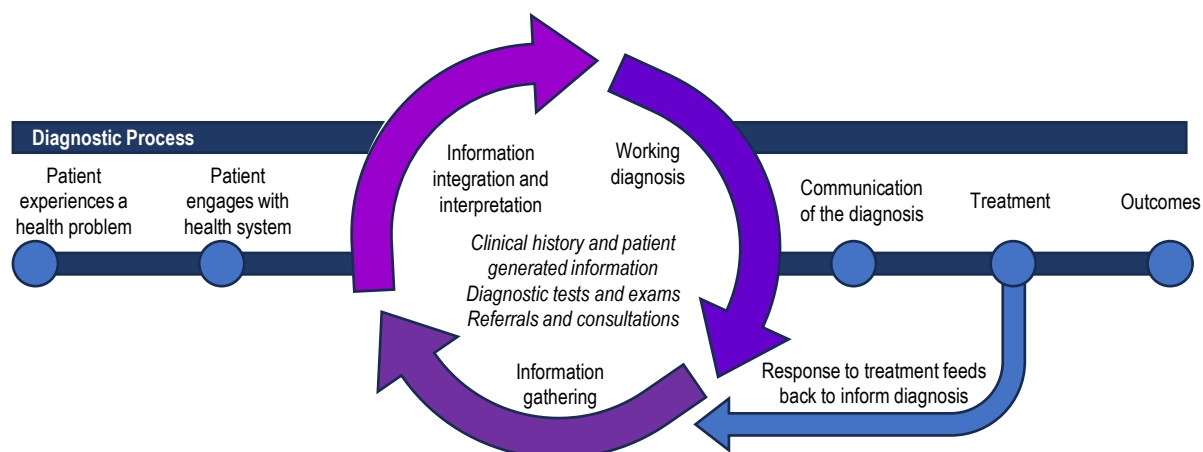 Diagnostic Process
Patient
experiences a
health problem
Patient
engages with
health system
Information
integration and
interpretation
Working
diagnosis
Clinical history and patient
generated information
Diagnostic tests and exams
Referrals and consultations
Information
gathering
Communication
of the diagnosis
Treatment
Outcomes
Response to treatment feeds
back to inform diagnosis